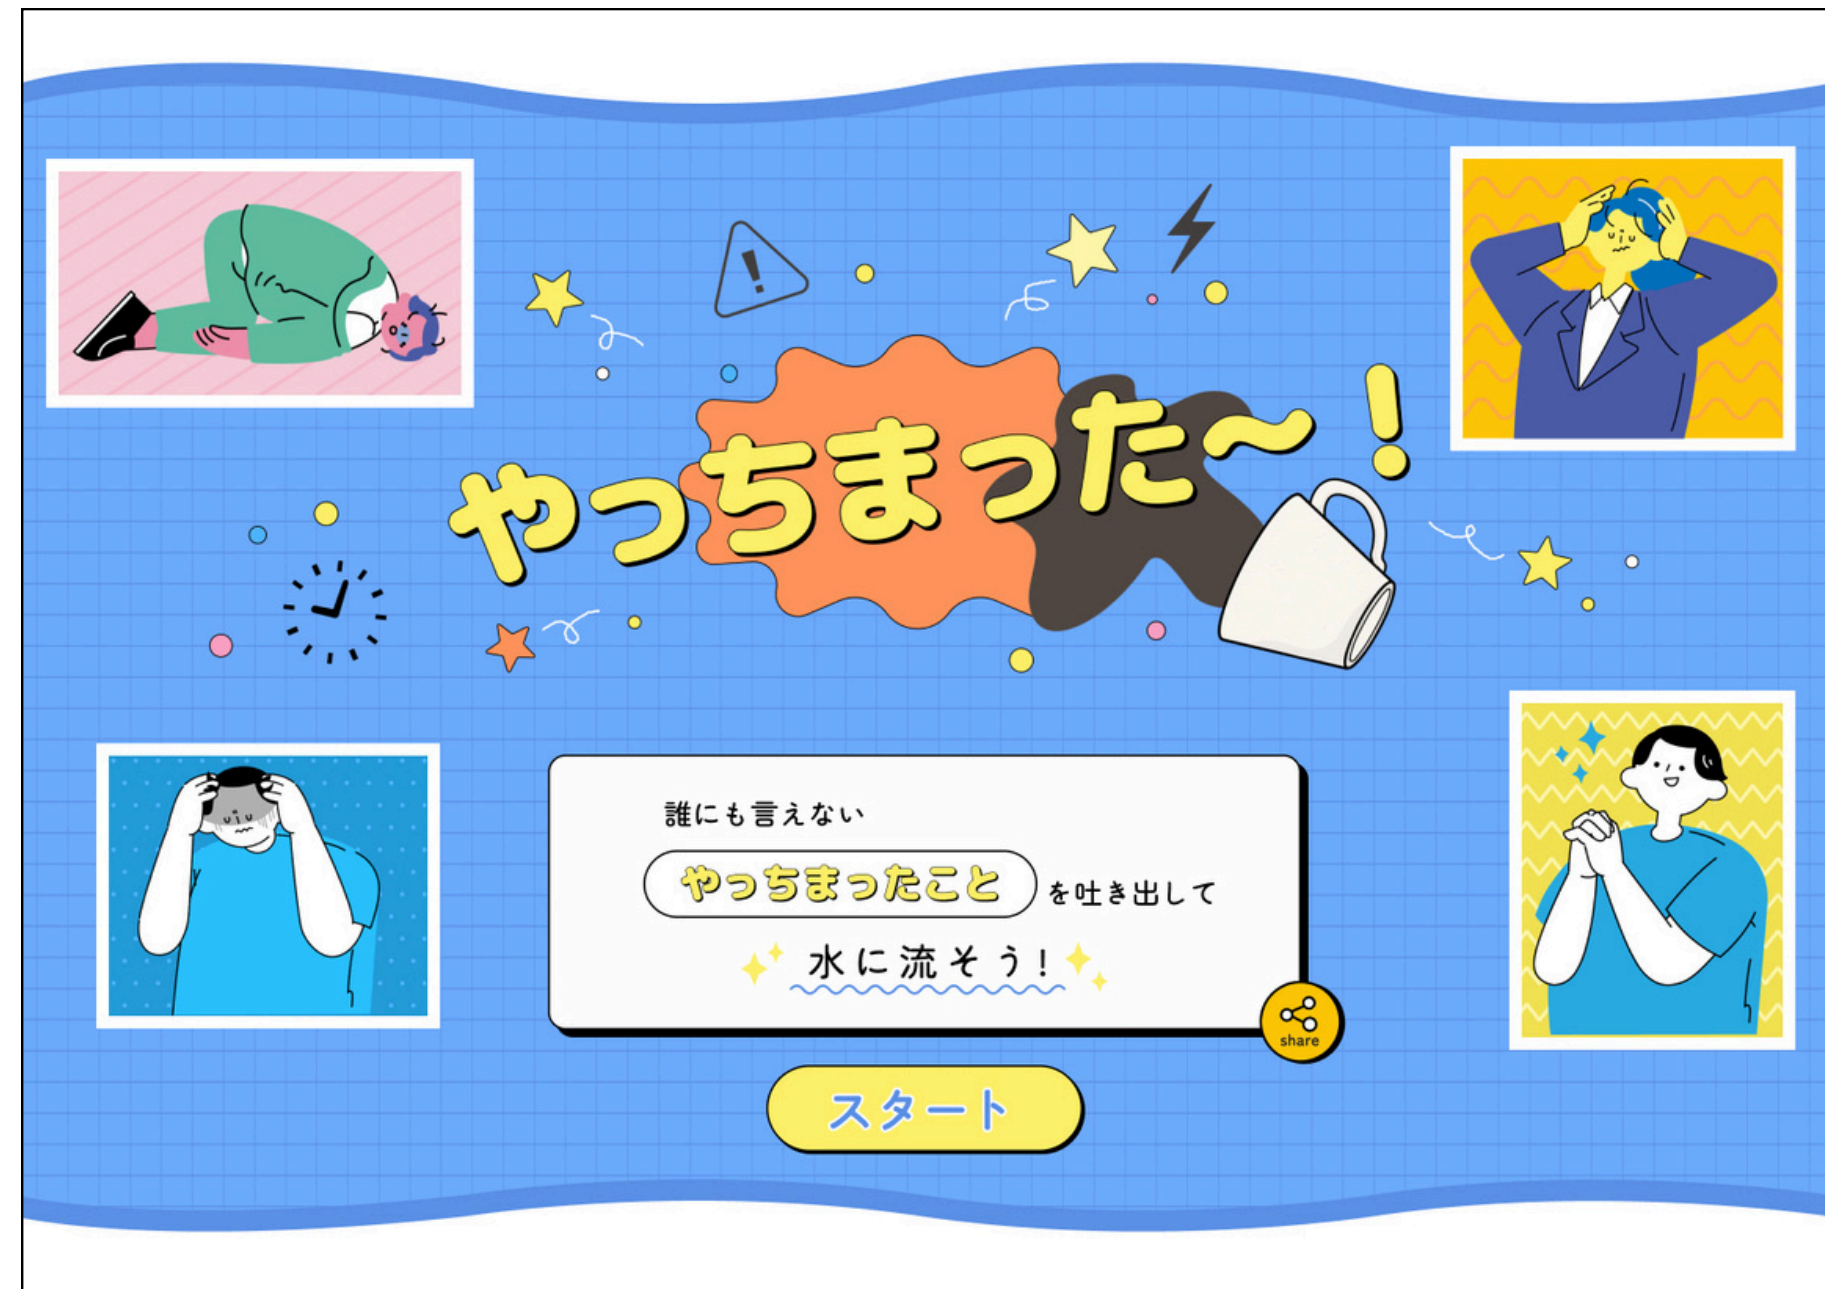 やっちまった〜!
誰にも言えない
やっちまったこと を吐き出して
水に流そう!
share
スタート